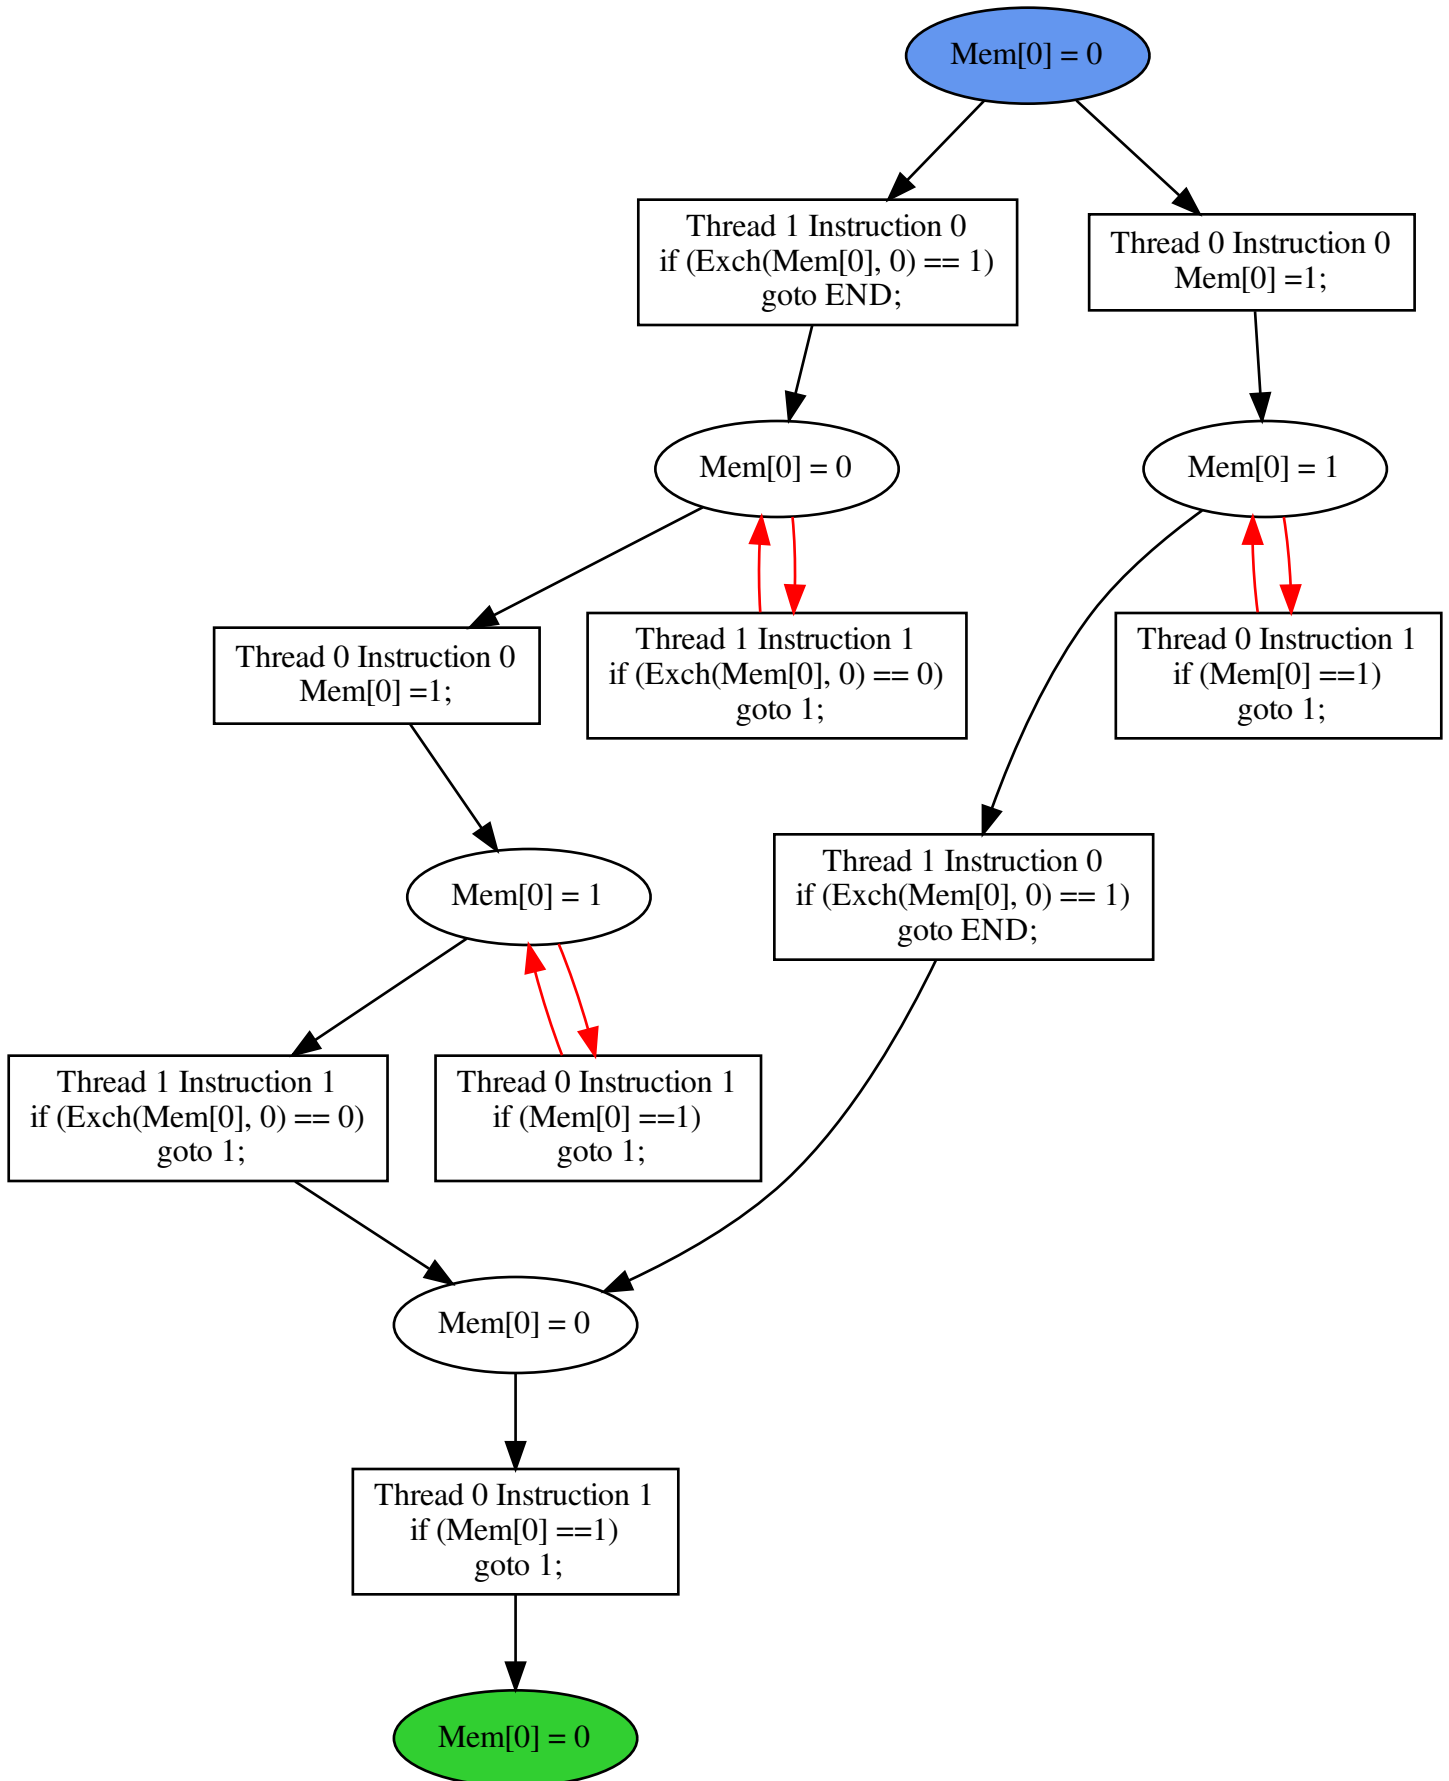 Mem[0] = 0
Thread 1 Instruction 0
if (Exch(Mem[0], 0) == 1)
goto END;
Thread 0 Instruction 0
Mem[0] =1;
Mem[0] = 0
Mem[0] = 1
Thread 0 Instruction 0
Mem[0] =1;
Thread 1 Instruction 1
if (Exch(Mem[0], 0) == 0)
goto 1;
Thread 0 Instruction 1
if (Mem[0] ==1)
goto 1;
Mem[0] = 1
Thread 1 Instruction 0
if (Exch(Mem[0], 0) == 1)
goto END;
Thread 1 Instruction 1
if (Exch(Mem[0], 0) == 0)
goto 1;
Thread 0 Instruction 1
if (Mem[0] ==1)
goto 1;
Mem[0] = 0
Thread 0 Instruction 1
if (Mem[0] ==1)
goto 1;
Mem[0] = 0